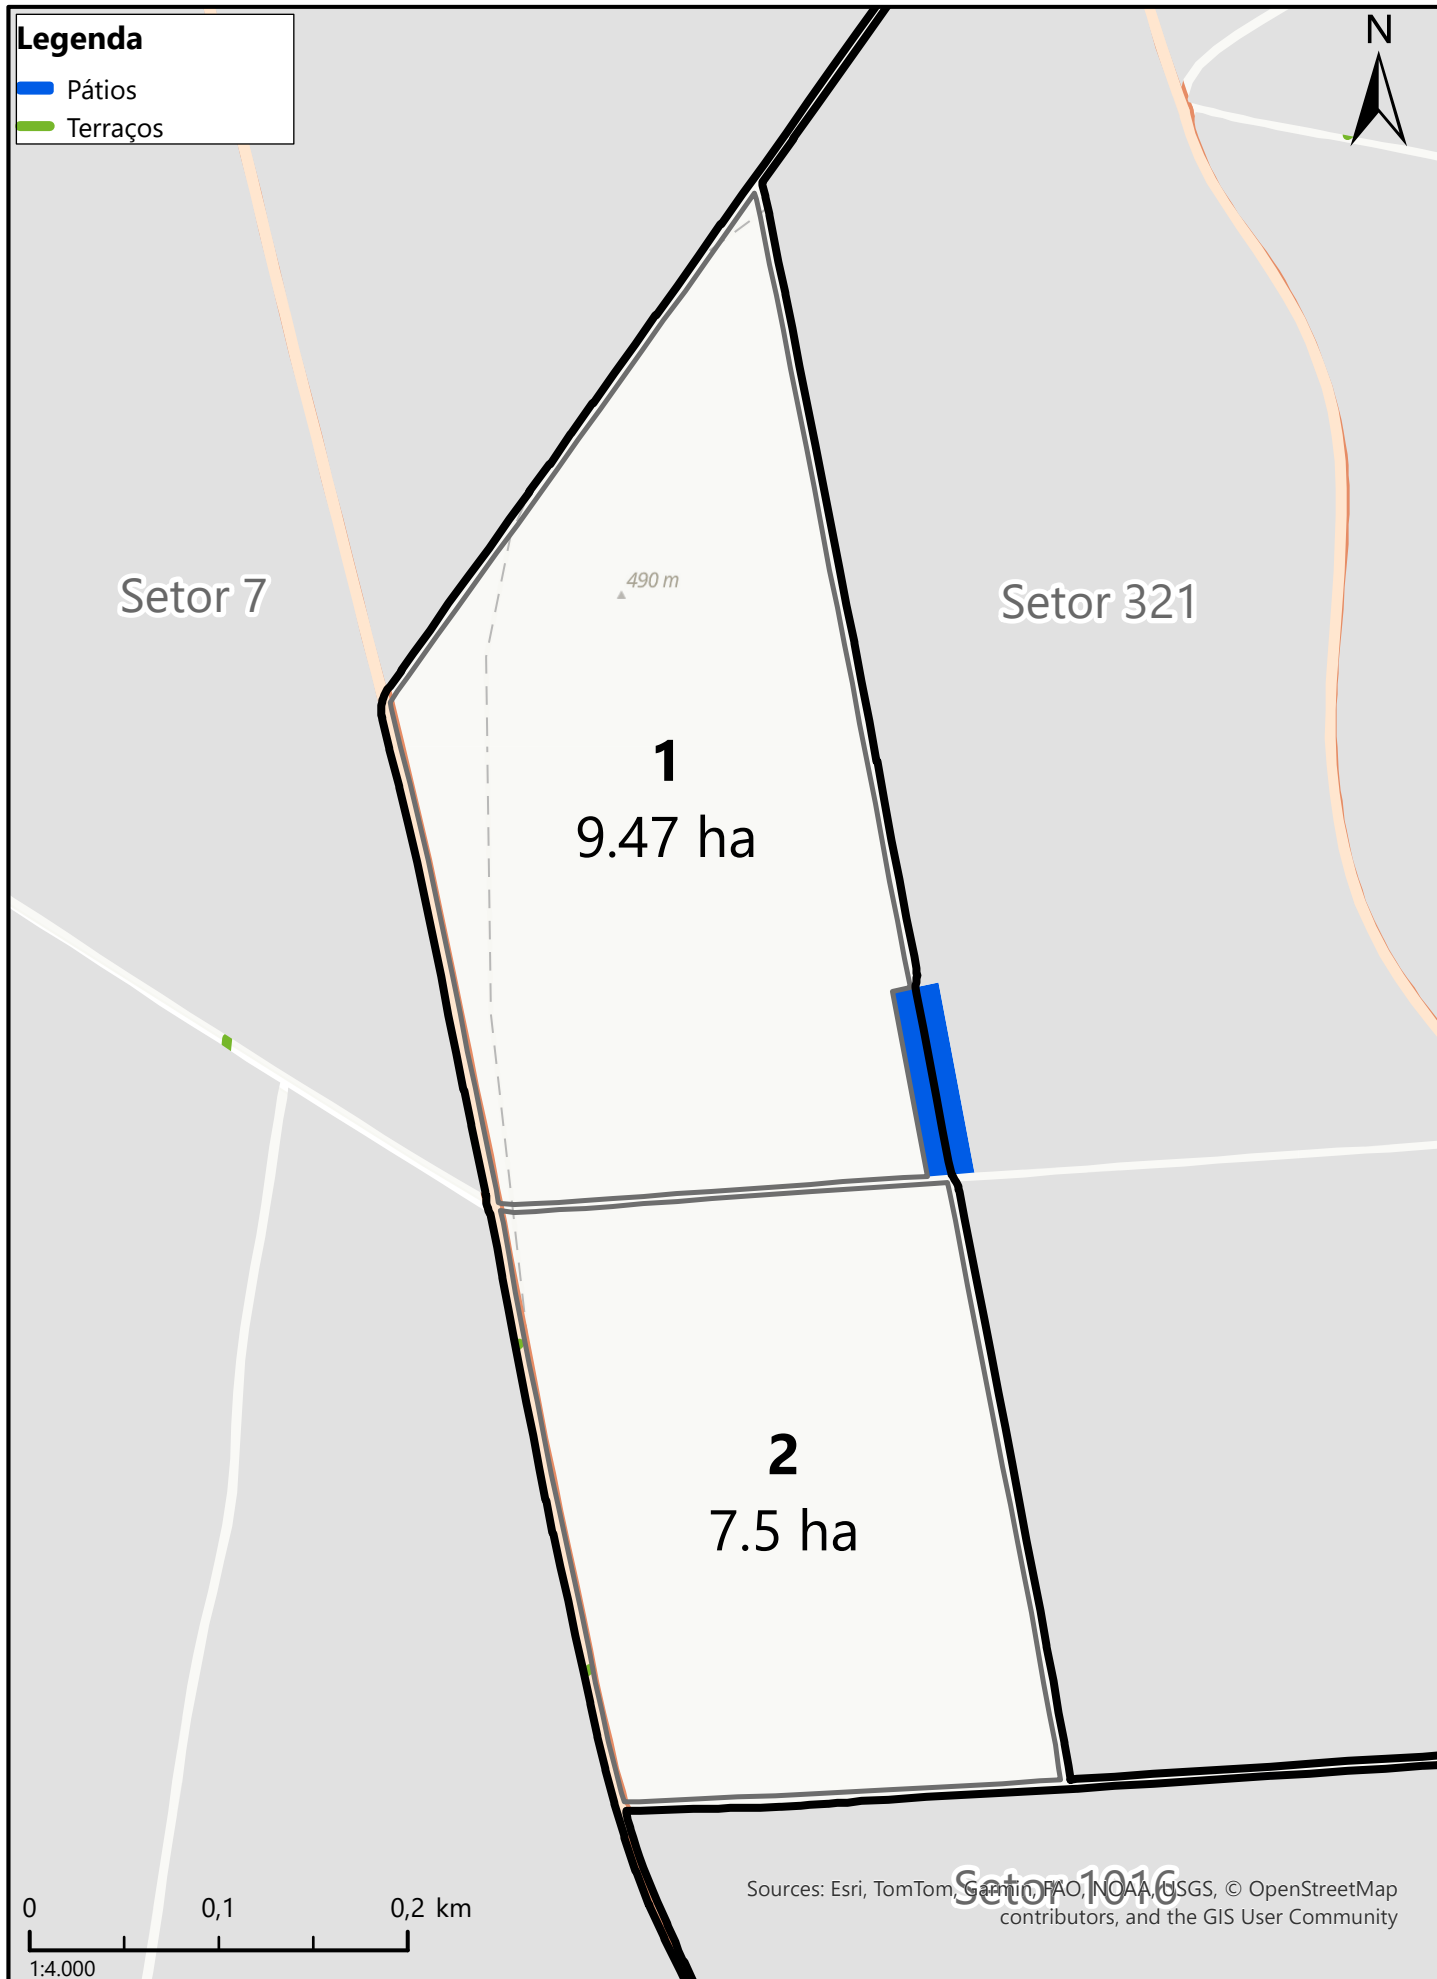 Legenda
Pátios
Terraços
N
Setor 7
490 m
Setor 321
1
9.47 ha
2
7.5 ha
Setor 1016
Sources: Esri, TomTom, Garmin, FAO, NOAA, USGS, © OpenStreetMap
contributors, and the GIS User Community
0 0,1 0,2 km
1:4.000